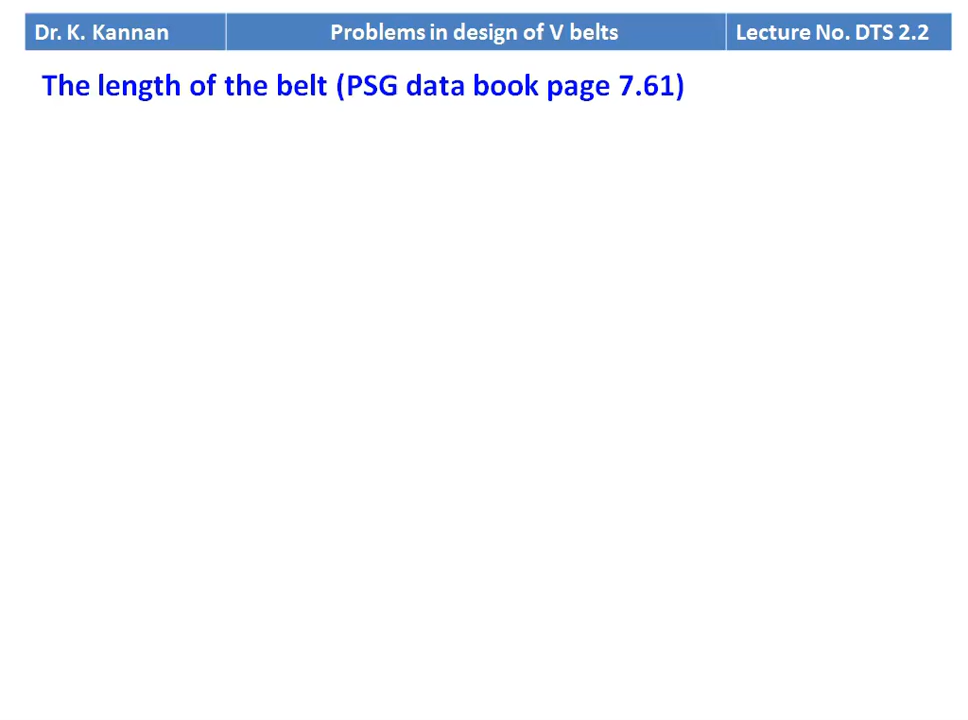 Dr. K. Kannan Problems in design of V belts Lecture No. DTS 2.2
The length of the belt (PSG data book page 7.61)